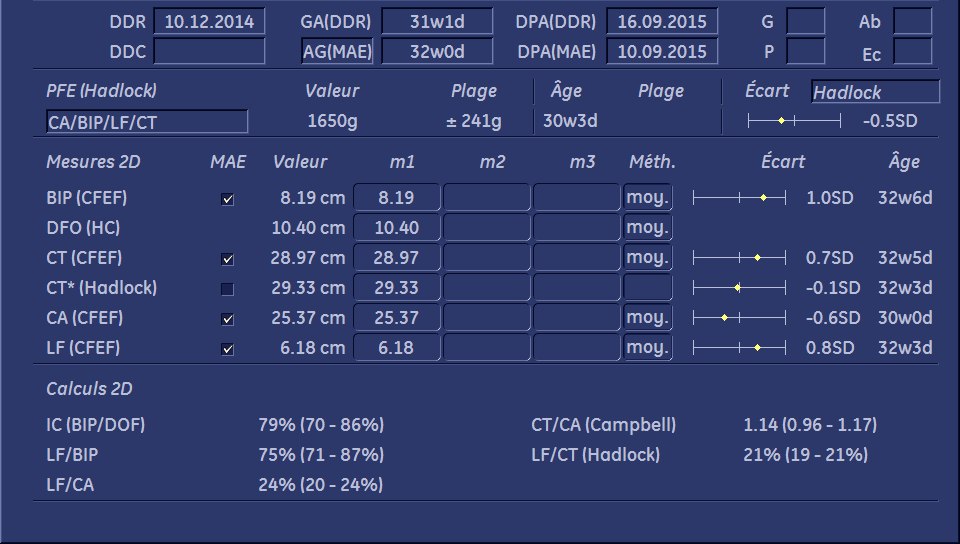 DDR 10.12.2014 GA(DDR) 31w1d DPA(DDR) 16.09.2015 G Ab
DDC AG(MAE) 32w0d DPA(MAE) 10.09.2015 P Ec
PFE (Hadlock) Valeur Plage Âge Plage Écart Hadlock
CA/BIP/LF/CT 1650g ± 241g 30w3d -0.5SD
Mesures 2D MAE Valeur m1 m2 m3 Méth. Écart Âge
BIP (CFEF) 8.19 cm 8.19 moy. 1.0SD 32w6d
DFO (HC) 10.40 cm 10.40 moy.
CT (CFEF) 28.97 cm 28.97 moy. 0.7SD 32w5d
CT* (Hadlock) 29.33 cm 29.33 -0.1SD 32w3d
CA (CFEF) 25.37 cm 25.37 moy. -0.6SD 30w0d
LF (CFEF) 6.18 cm 6.18 moy. 0.8SD 32w3d
Calculs 2D
IC (BIP/DOF) 79% (70 - 86%) CT/CA (Campbell) 1.14 (0.96 - 1.17)
LF/BIP 75% (71 - 87%) LF/CT (Hadlock) 21% (19 - 21%)
LF/CA 24% (20 - 24%)